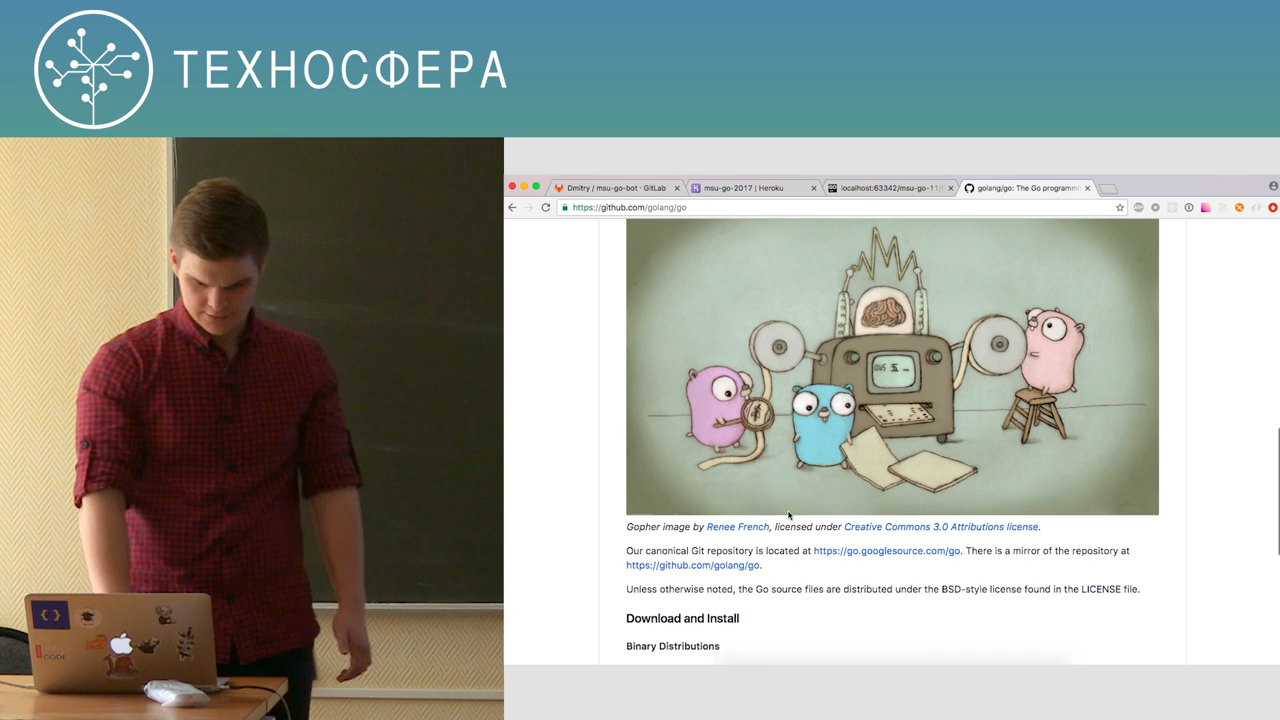 ТЕХНОСФЕРА
Dmitry / msu-go-bot · GitLab
msu-go-2017 | Heroku
localhost:63342/msu-go-11/
golang/go: The Go programmi
https://github.com/golang/go
Gopher image by Renee French, licensed under Creative Commons 3.0 Attributions license.
Our canonical Git repository is located at https://go.googlesource.com/go. There is a mirror of the repository at
https://github.com/golang/go.
Unless otherwise noted, the Go source files are distributed under the BSD-style license found in the LICENSE file.
Download and Install
Binary Distributions
CODE